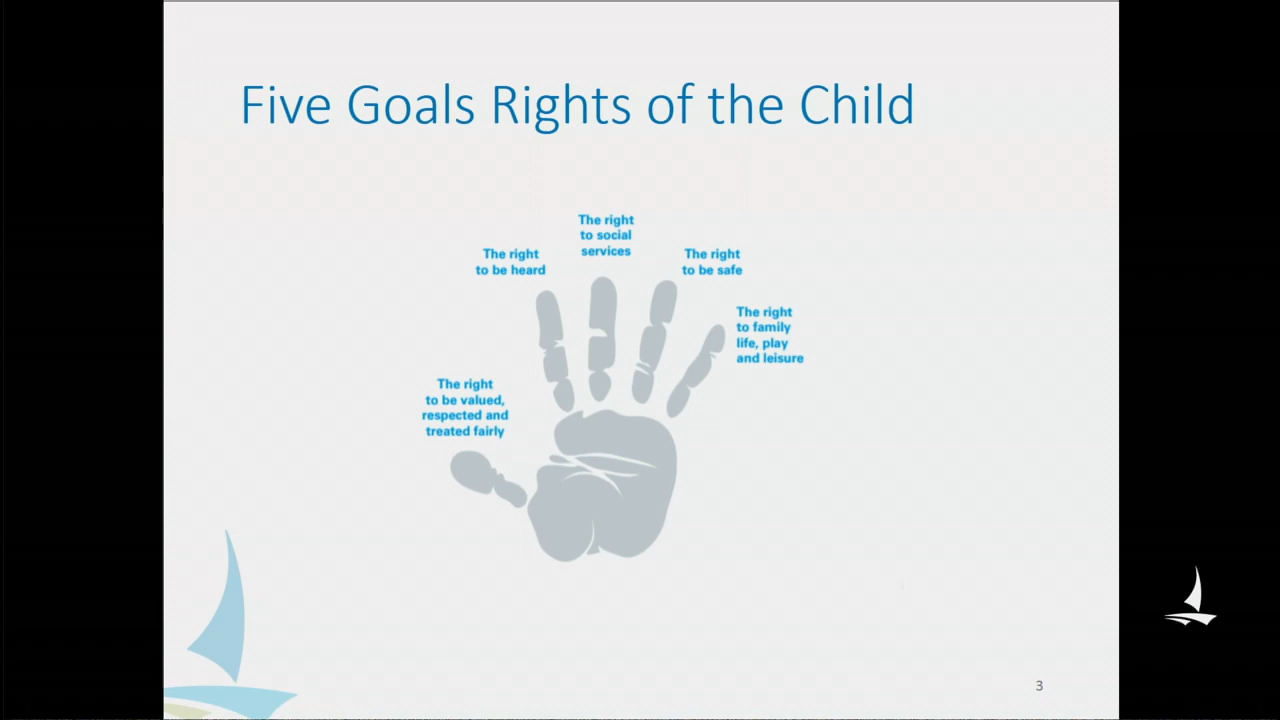 Five Goals Rights of the Child
The right
to social
services
The right
to be heard
The right
to be safe
The right
to family
life, play
and leisure
The right
to be valued,
respected and
treated fairly
3